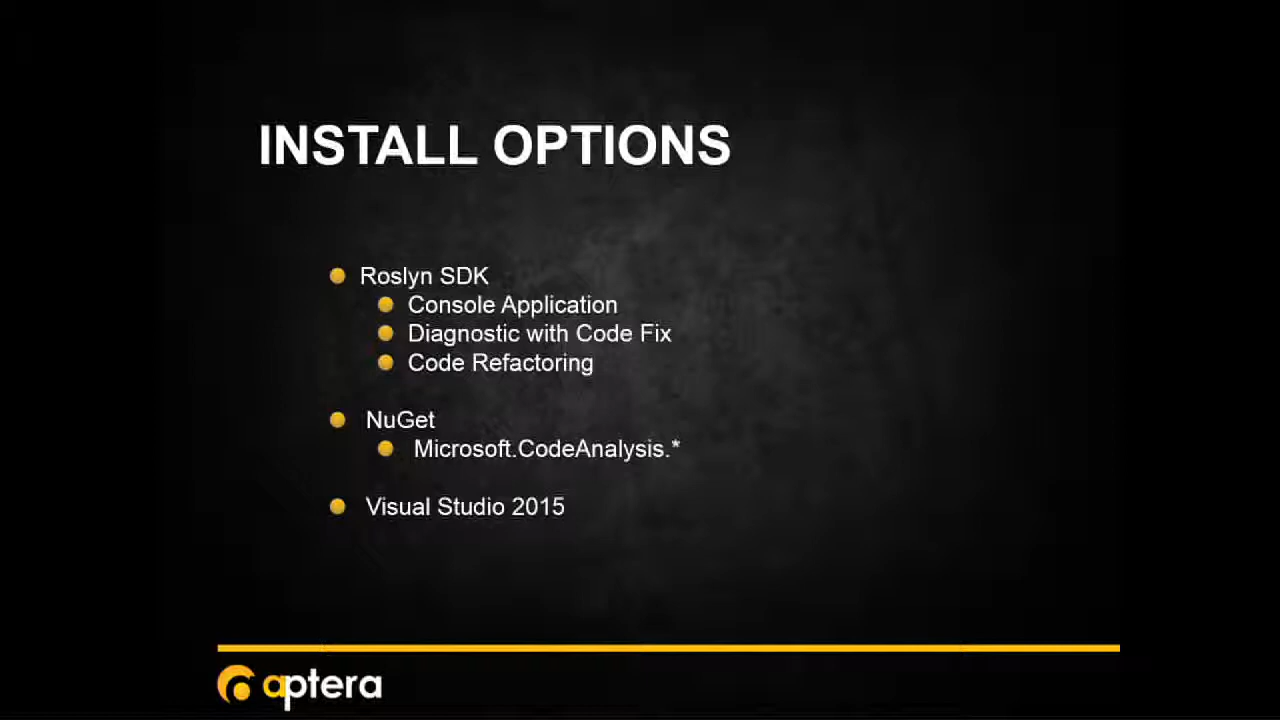 INSTALL OPTIONS
Roslyn SDK
Console Application
Diagnostic with Code Fix
Code Refactoring
NuGet
Microsoft.CodeAnalysis.*
Visual Studio 2015
aptera